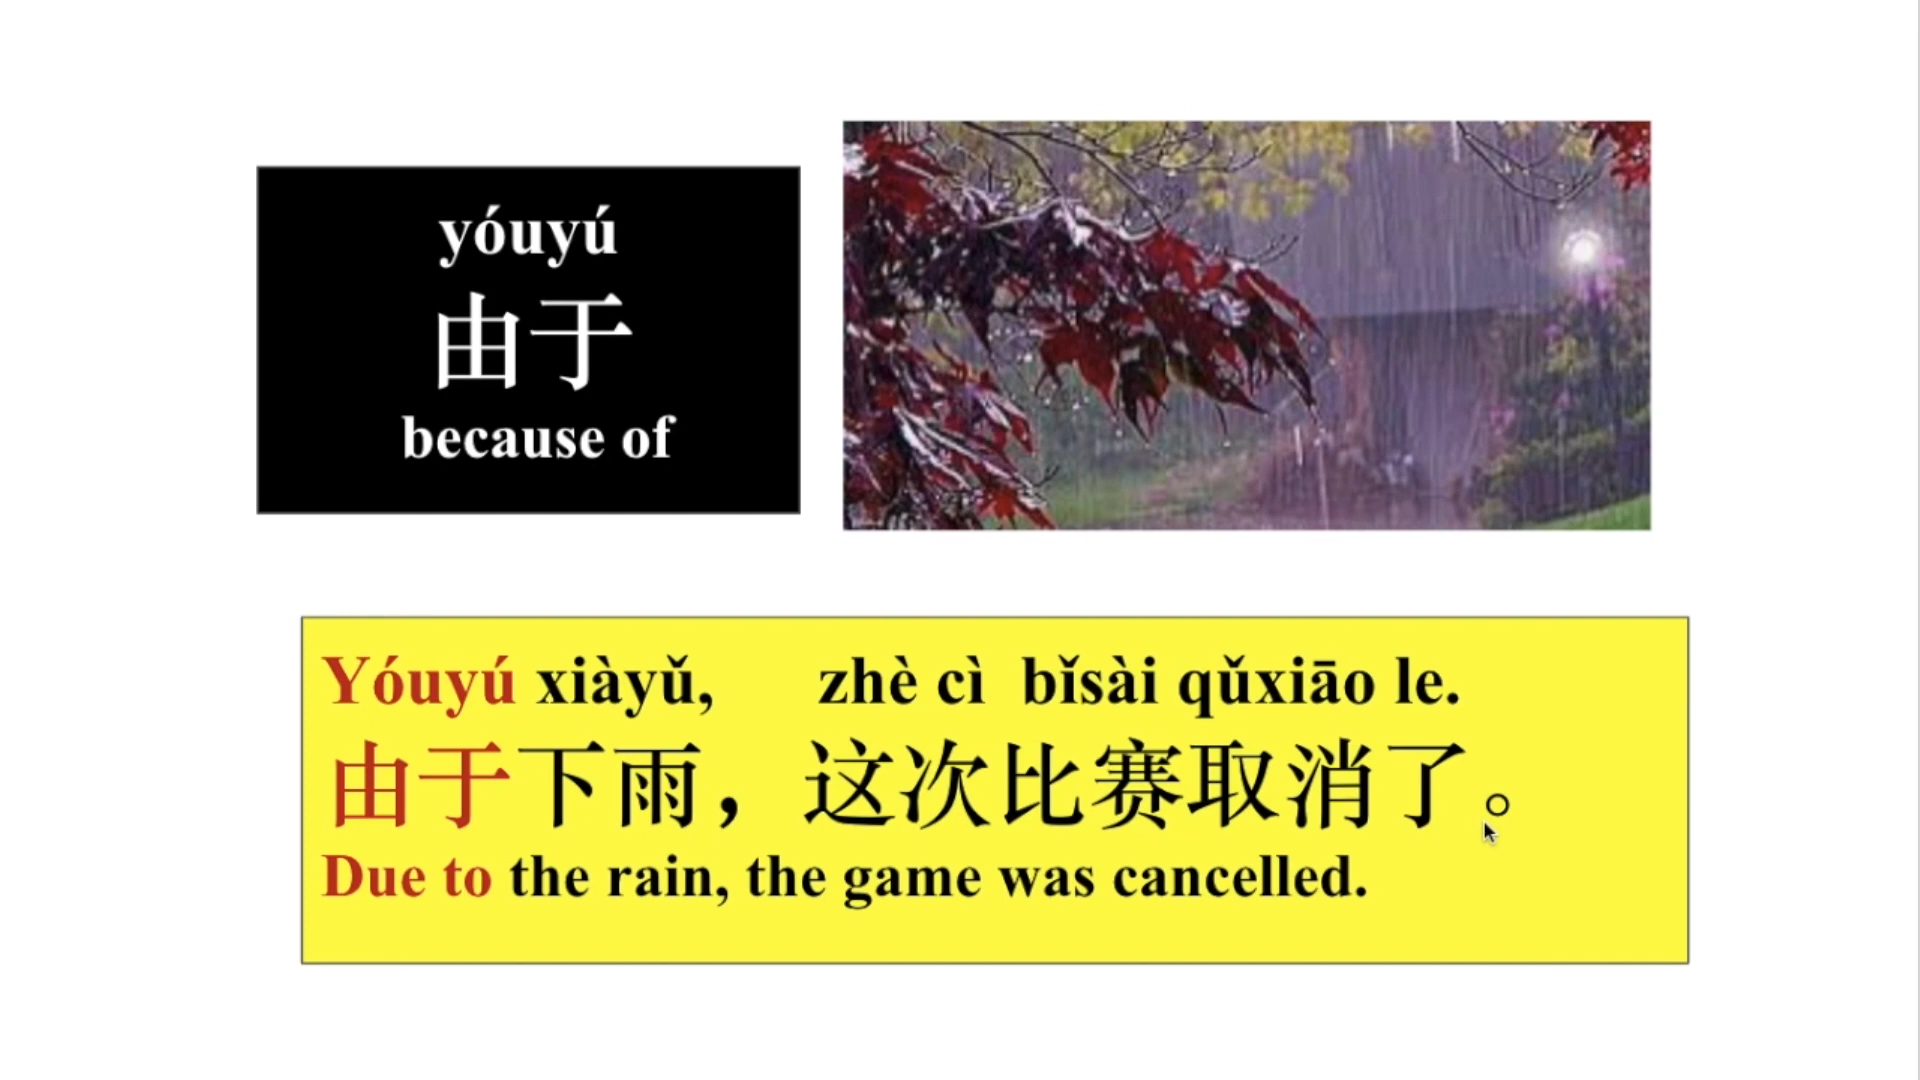 yóuyú
由于
because of
Yóuyú xiàyǔ, zhè cì bǐsài qǔxiāo le.
由于下雨，这次比赛取消了。
Due to the rain, the game was cancelled.